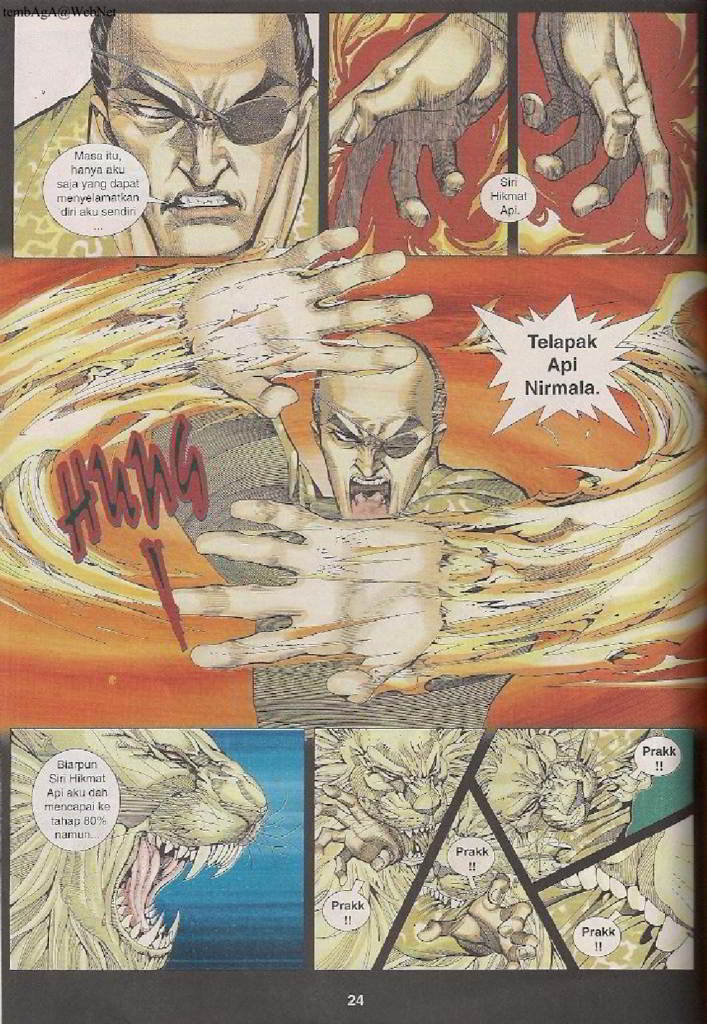 tembAgA@WebNet
Masa itu,
hanya aku
saja yang dapat
menyelamatkan
diri aku sendiri
...
Siri
Hikmat
Api.
Telapak
Api
Nirmala.
HUNG
!
Biarpun
Siri Hikmat
Api aku dah
mencapai ke
tahap 80%
namun...
Prakk
!!
Prakk
!!
Prakk
!!
Prakk
!!
24